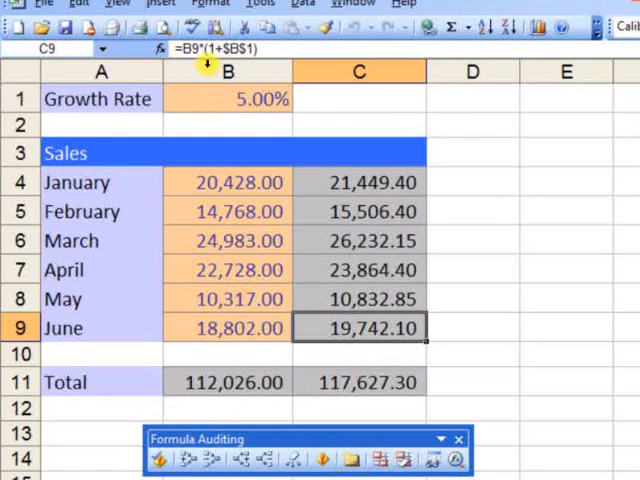 File Edit View Insert Format Tools Data Window Help
Σ Calib
C9 fx =B9*(1+$B$1)
A B C D E
1 Growth Rate 5.00%
2
3 Sales
4 January 20,428.00 21,449.40
5 February 14,768.00 15,506.40
6 March 24,983.00 26,232.15
7 April 22,728.00 23,864.40
8 May 10,317.00 10,832.85
9 June 18,802.00 19,742.10
10
11 Total 112,026.00 117,627.30
12
13 Formula Auditing
14
15